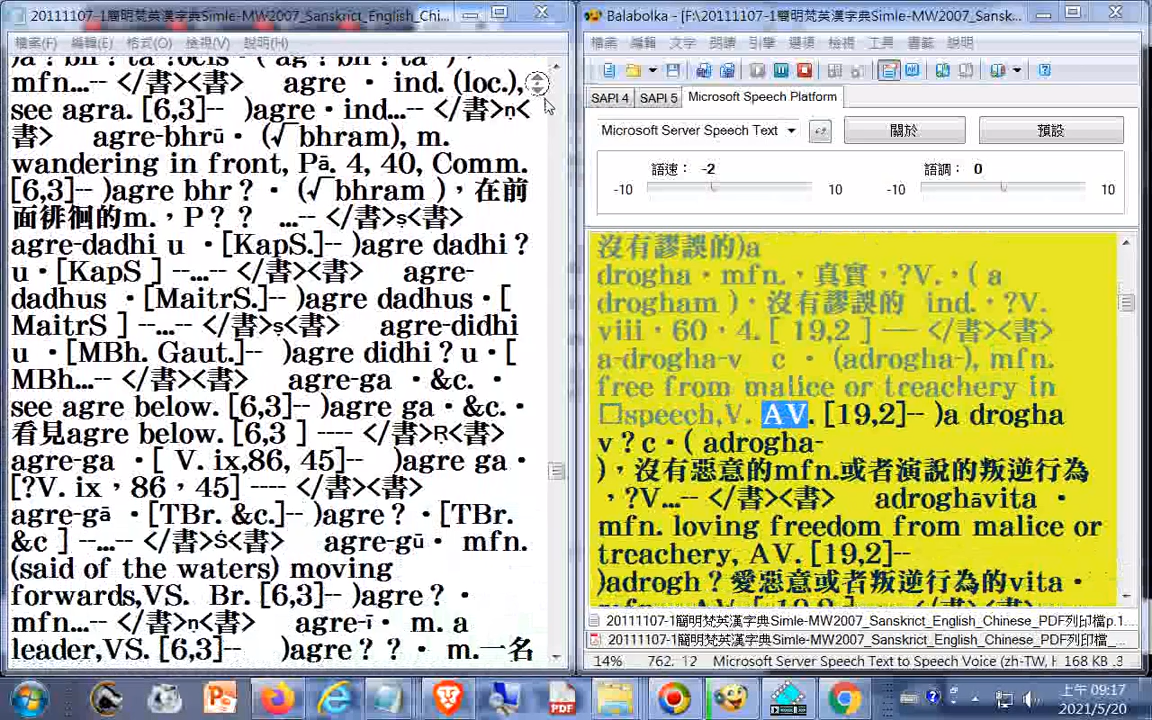 20111107-1簡明梵英漢字典Simle-MW2007_Sanskrict_English_Chi...
檔案(F) 編輯(E) 格式(O) 檢視(V) 說明(H)
mfn...-- </書><書> agre · ind. (loc.),
see agra. [6,3]-- )agre · ind...-- </書>ṇ<
書> agre-bhrū · (√bhram), m.
wandering in front, Pā. 4, 40, Comm.
[6,3]-- )agre bhr ? · (√bhram )，在前
面徘徊的m.，P ? ? ...-- </書>ṣ<書>
agre-dadhi u · [KapS.]-- )agre dadhi ?
u · [KapS ] --...-- </書><書> agre-
dadhus · [MaitrS.]-- )agre dadhus · [
MaitrS ] --...-- </書>ṣ<書> agre-didhi
u · [MBh. Gaut.]-- )agre didhi ? u · [
MBh...-- </書><書> agre-ga · &c. ·
see agre below. [6,3]-- )agre ga · &c. ·
看見agre below. [6,3 ] ---- </書>Ṛ<書>
agre-ga · [ V. ix,86, 45]-- )agre ga ·
[?V. ix，86，45] ---- </書><書>
agre-gā · [TBr. &c.]-- )agre ? · [TBr.
&c ] --...-- </書>Ṡ<書> agre-gū · mfn.
(said of the waters) moving
forwards,VS. Br. [6,3]-- )agre ? ·
mfn...-- </書>ṇ<書> agre-ī · m. a
leader,VS. [6,3]-- )agre ? ? · m.一名
Balabolka - [F:\20111107-1簡明梵英漢字典Simle-MW2007_Sansk...
檔案 編輯 文字 朗讀 引擎 選項 檢視 工具 書籤 說明
SAPI 4 SAPI 5 Microsoft Speech Platform
Microsoft Server Speech Text 關於 預設
語速： -2 語調： 0
-10 10 -10 10
沒有謬誤的)a
drogha · mfn.，真實，?V.，( a
drogham )，沒有謬誤的 ind.，?V.
viii，60，4. [ 19,2 ] — </書><書>
a-drogha-v c · (adrogha-), mfn.
free from malice or treachery in
□speech,V. AV. [19,2]-- )a drogha
v ? c · ( adrogha-
)，沒有惡意的mfn.或者演說的叛逆行為
，?V...-- </書><書> adroghāvita ·
mfn. loving freedom from malice or
treachery, AV. [19,2]--
)adrogh ? 愛惡意或者叛逆行為的vita ·
20111107-1簡明梵英漢字典Simle-MW2007_Sanskrict_English_Chinese_PDF列印檔p.1...
20111107-1簡明梵英漢字典Simle-MW2007_Sanskrict_English_Chinese_PDF列印檔 ...
14% 762: 12 Microsoft Server Speech Text to Speech Voice (zh-TW, H 168 KB .3
上午 09:17
2021/5/20